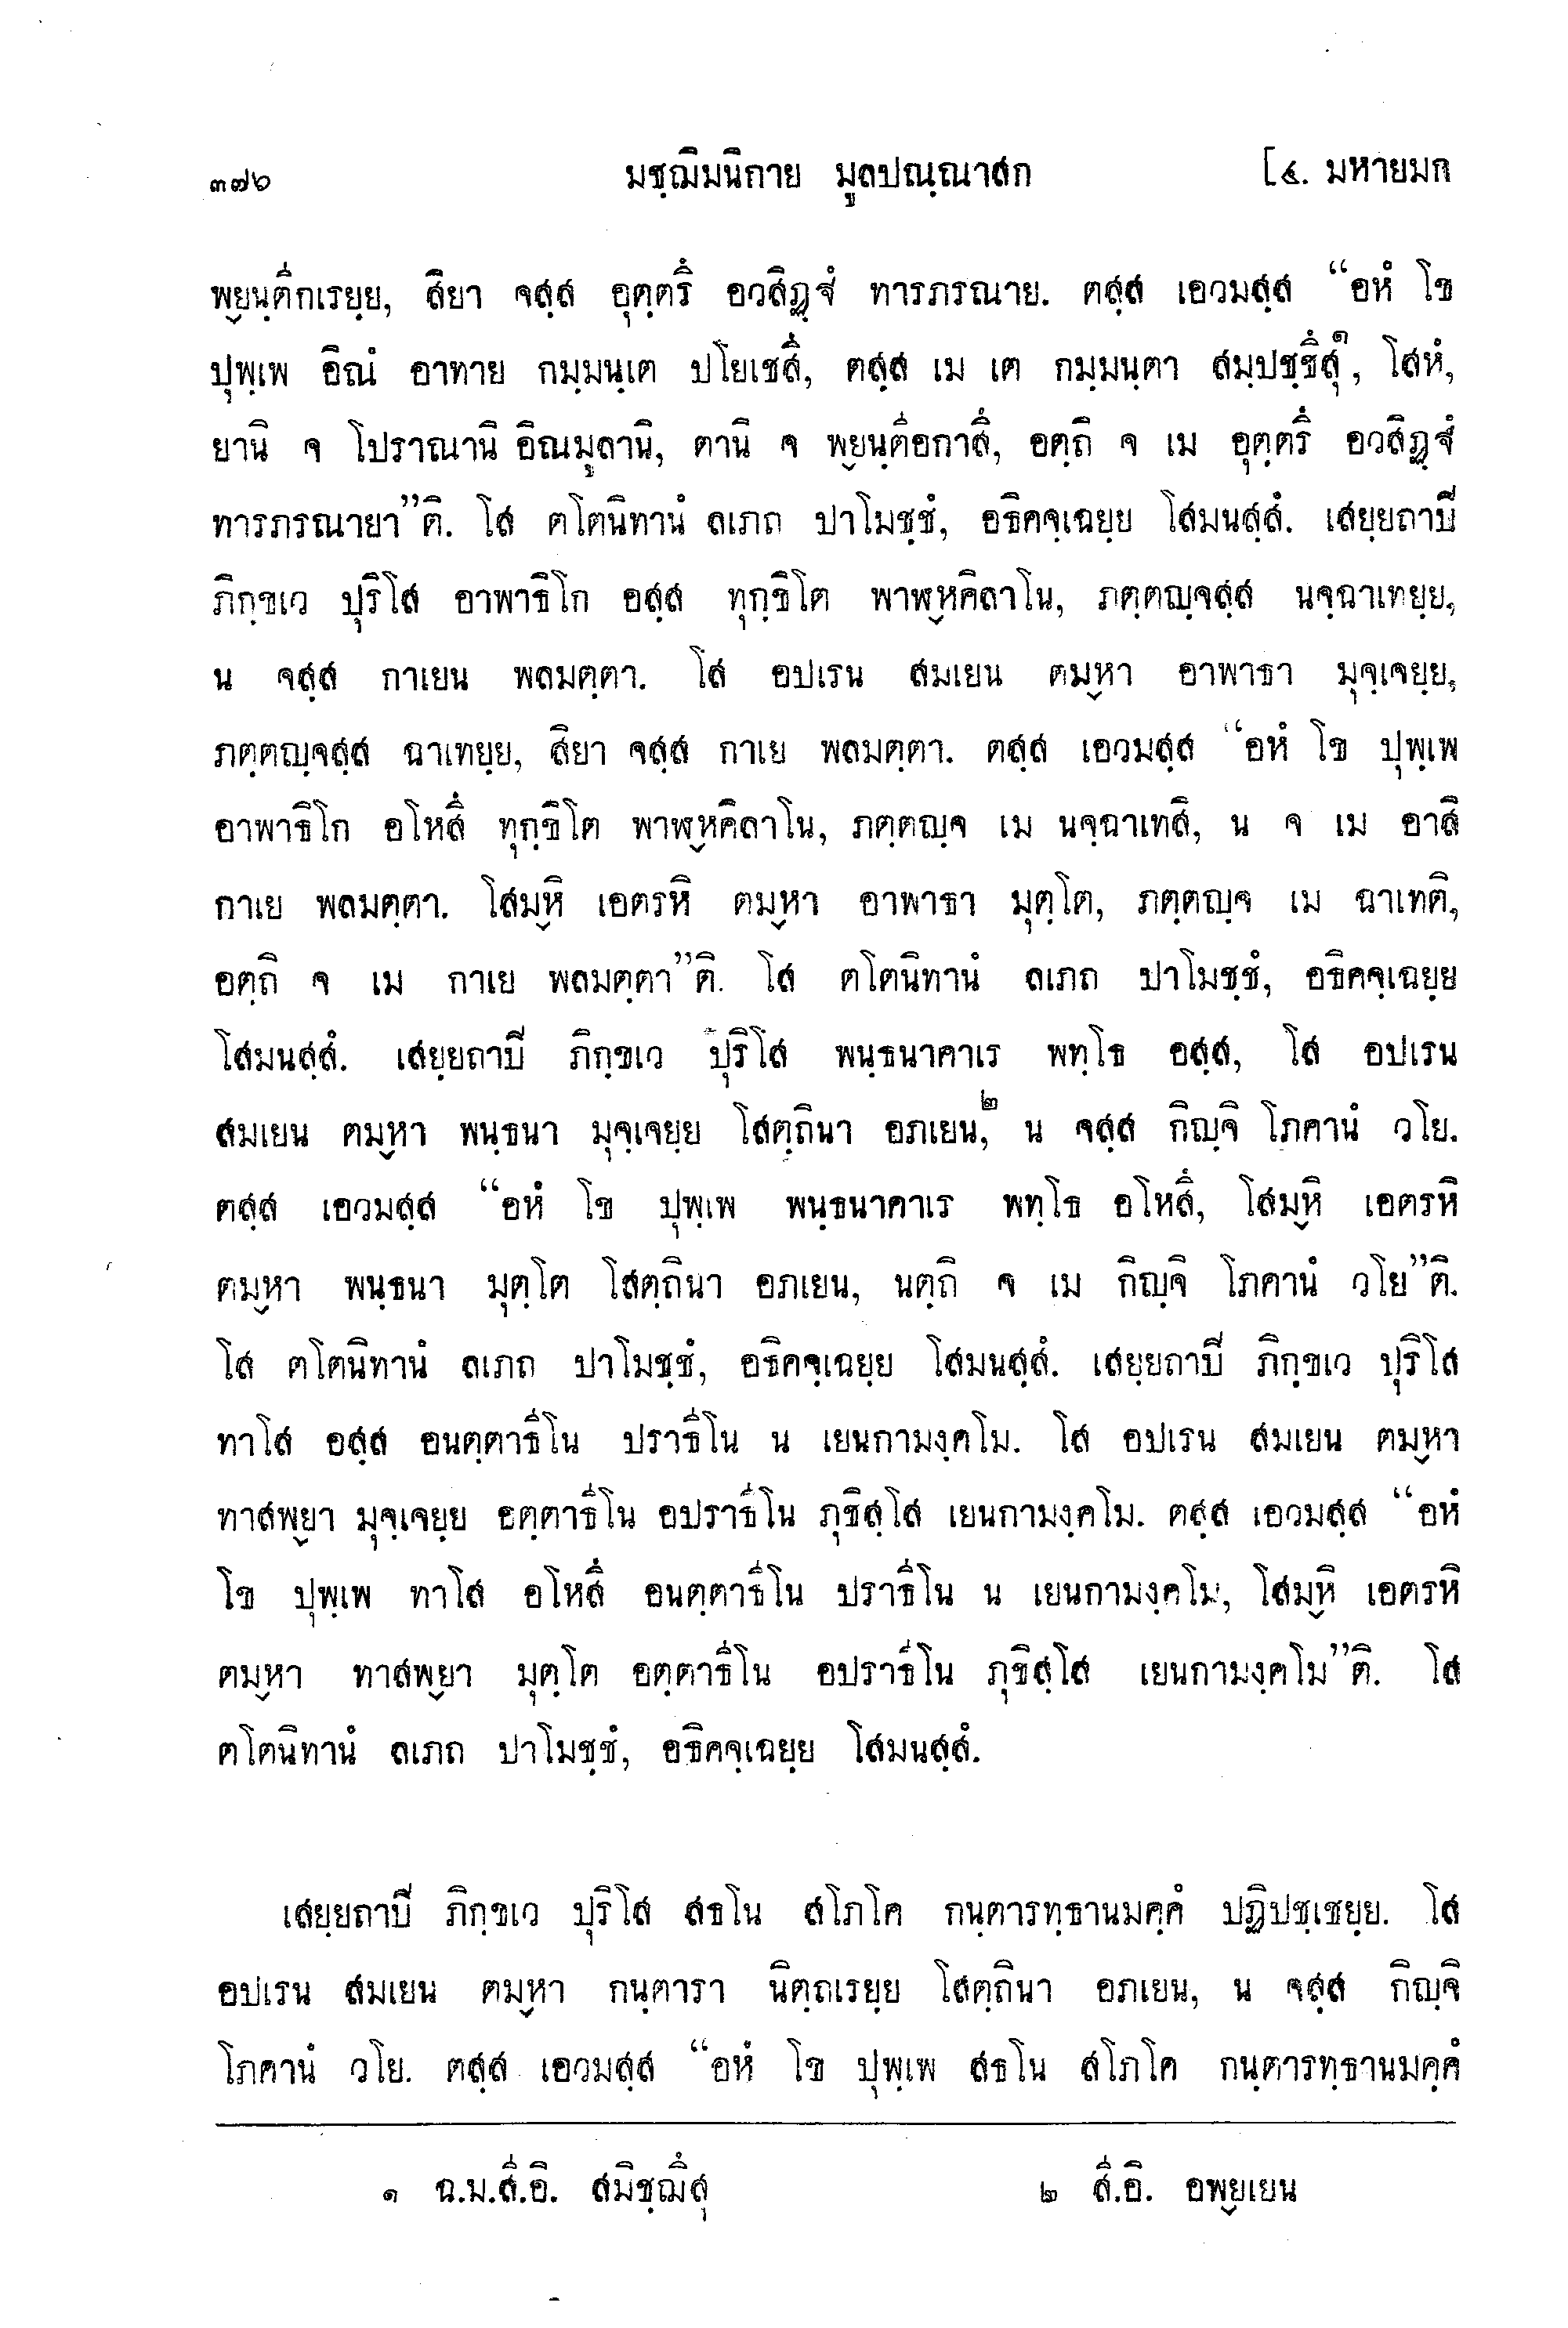 ๓๗๖ มชฺฌิมนิกาย มูลปณฺณาสก [๔. มหายมก
พฺยนฺตึกเรยฺย, สิยา จสฺส อุตฺตรึ อวสิฏฺฐํ ทารภรณาย. ตสฺส เอวมสฺส “อหํ โข
ปุพฺเพ อิณํ อาทาย กมฺมนฺเต ปโยเชสึ, ตสฺส เม เต กมฺมนฺตา สมฺปชฺชึสุ๑, โสหํ,
ยานิ จ โปราณานิ อิณมูลานิ, ตานิ จ พฺยนฺตึอกาสึ, อตฺถิ จ เม อุตฺตรึ อวสิฏฺฐํ
ทารภรณายา”ติ. โส ตโตนิทานํ ลเภถ ปาโมชฺชํ, อธิคจฺเฉยฺย โสมนสฺสํ. เสยฺยถาปิ
ภิกฺขเว ปุริโส อาพาธิโก อสฺส ทุกฺขิโต พาฬฺหคิลาโน, ภตฺตญฺจสฺส นจฺฉาเทยฺย,
น จสฺส กาเยน พลมตฺตา. โส อปเรน สมเยน ตมฺหา อาพาธา มุจฺเจยฺย,
ภตฺตญฺจสฺส ฉาเทยฺย, สิยา จสฺส กาเย พลมตฺตา. ตสฺส เอวมสฺส “อหํ โข ปุพฺเพ
อาพาธิโก อโหสึ ทุกฺขิโต พาฬฺหคิลาโน, ภตฺตญฺจ เม นจฺฉาเทสิ, น จ เม อาสิ
กาเย พลมตฺตา. โสมฺหิ เอตรหิ ตมฺหา อาพาธา มุตฺโต, ภตฺตญฺจ เม ฉาเทติ,
อตฺถิ จ เม กาเย พลมตฺตา”ติ. โส ตโตนิทานํ ลเภถ ปาโมชฺชํ, อธิคจฺเฉยฺย
โสมนสฺสํ. เสยฺยถาปิ ภิกฺขเว ปุริโส พนฺธนาคาเร พทฺโธ อสฺส, โส อปเรน
สมเยน ตมฺหา พนฺธนา มุจฺเจยฺย โสตฺถินา อภเยน,๒ น จสฺส กิญฺจิ โภคานํ วโย.
ตสฺส เอวมสฺส “อหํ โข ปุพฺเพ พนฺธนาคาเร พทฺโธ อโหสึ, โสมฺหิ เอตรหิ
ตมฺหา พนฺธนา มุตฺโต โสตฺถินา อภเยน, นตฺถิ จ เม กิญฺจิ โภคานํ วโย”ติ.
โส ตโตนิทานํ ลเภถ ปาโมชฺชํ, อธิคจฺเฉยฺย โสมนสฺสํ. เสยฺยถาปิ ภิกฺขเว ปุริโส
ทาโส อสฺส อนตฺตาธีโน ปราธีโน น เยนกามงฺคโม. โส อปเรน สมเยน ตมฺหา
ทาสพฺยา มุจฺเจยฺย อตฺตาธีโน อปราธีโน ภุชิสฺโส เยนกามงฺคโม. ตสฺส เอวมสฺส “อหํ
โข ปุพฺเพ ทาโส อโหสึ อนตฺตาธีโน ปราธีโน น เยนกามงฺคโม, โสมฺหิ เอตรหิ
ตมฺหา ทาสพฺยา มุตฺโต อตฺตาธีโน อปราธีโน ภุชิสฺโส เยนกามงฺคโม”ติ. โส
ตโตนิทานํ ลเภถ ปาโมชฺชํ, อธิคจฺเฉยฺย โสมนสฺสํ.
เสยฺยถาปิ ภิกฺขเว ปุริโส สธโน สโภโค กนฺตารทฺธานมคฺคํ ปฏิปชฺเชยฺย. โส
อปเรน สมเยน ตมฺหา กนฺตารา นิตฺถเรยฺย โสตฺถินา อภเยน, น จสฺส กิญฺจิ
โภคานํ วโย. ตสฺส เอวมสฺส “อหํ โข ปุพฺเพ สธโน สโภโค กนฺตารทฺธานมคฺคํ
๑ ฉ.ม.สี.อิ. สมิชฺฌึสุ ๒ สี.อิ. อพฺยเยน